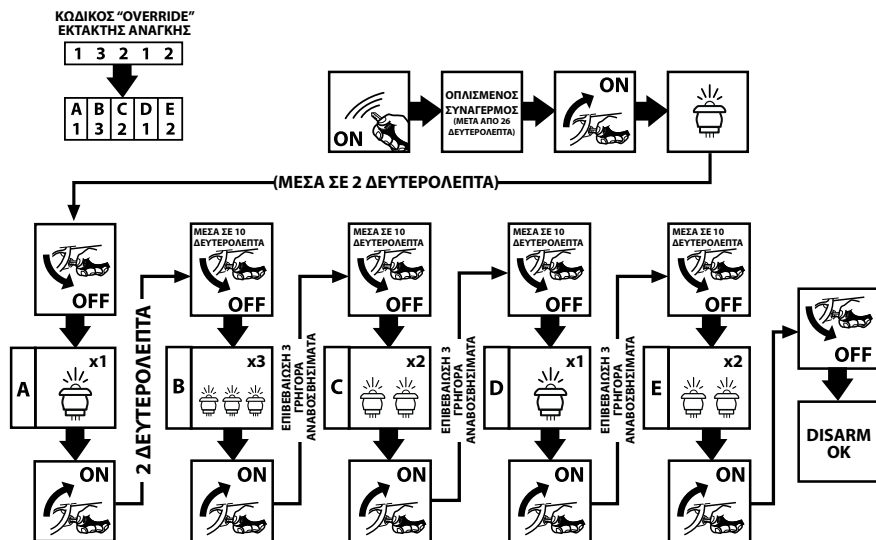 ΚΩΔΙΚΟΣ “OVERRIDE”
ΕΚΤΑΚΤΗΣ ΑΝΑΓΚΗΣ
1 3 2 1 2
A B C D E
1 3 2 1 2
ON
ΟΠΛΙΣΜΕΝΟΣ
ΣΥΝΑΓΕΡΜΟΣ
(ΜΕΤΑ ΑΠΟ 26
ΔΕΥΤΕΡΟΛΕΠΤΑ)
ON
(ΜΕΣΑ ΣΕ 2 ΔΕΥΤΕΡΟΛΕΠΤΑ)
OFF
A
x1
ON
2 ΔΕΥΤΕΡΟΛΕΠΤΑ
ΜΕΣΑ ΣΕ 10
ΔΕΥΤΕΡΟΛΕΠΤΑ
OFF
B
x3
ON
ΕΠΙΒΕΒΑΙΩΣΗ 3
ΓΡΗΓΟΡΑ
ΑΝΑΒΟΣΒΗΣΙΜΑΤΑ
ΜΕΣΑ ΣΕ 10
ΔΕΥΤΕΡΟΛΕΠΤΑ
OFF
C
x2
ON
ΕΠΙΒΕΒΑΙΩΣΗ 3
ΓΡΗΓΟΡΑ
ΑΝΑΒΟΣΒΗΣΙΜΑΤΑ
ΜΕΣΑ ΣΕ 10
ΔΕΥΤΕΡΟΛΕΠΤΑ
OFF
D
x1
ON
ΕΠΙΒΕΒΑΙΩΣΗ 3
ΓΡΗΓΟΡΑ
ΑΝΑΒΟΣΒΗΣΙΜΑΤΑ
ΜΕΣΑ ΣΕ 10
ΔΕΥΤΕΡΟΛΕΠΤΑ
OFF
E
x2
ON
OFF
DISARM
OK